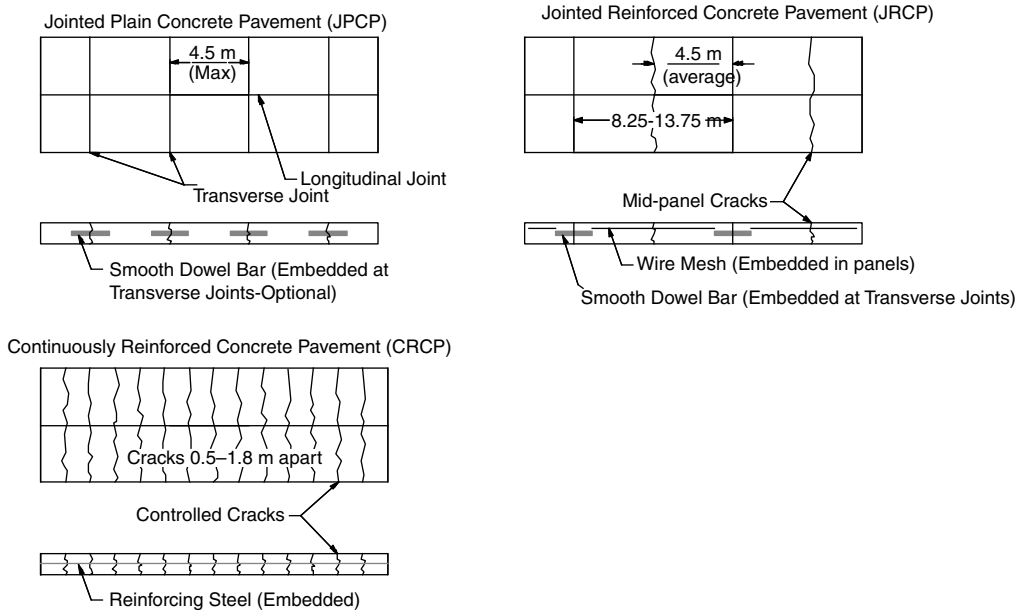 Jointed Plain Concrete Pavement (JPCP)
4.5 m
(Max)
Longitudinal Joint
Transverse Joint
Smooth Dowel Bar (Embedded at
Transverse Joints-Optional)
Jointed Reinforced Concrete Pavement (JRCP)
4.5 m
(average)
8.25-13.75 m
Mid-panel Cracks
Wire Mesh (Embedded in panels)
Smooth Dowel Bar (Embedded at Transverse Joints)
Continuously Reinforced Concrete Pavement (CRCP)
Cracks 0.5–1.8 m apart
Controlled Cracks
Reinforcing Steel (Embedded)